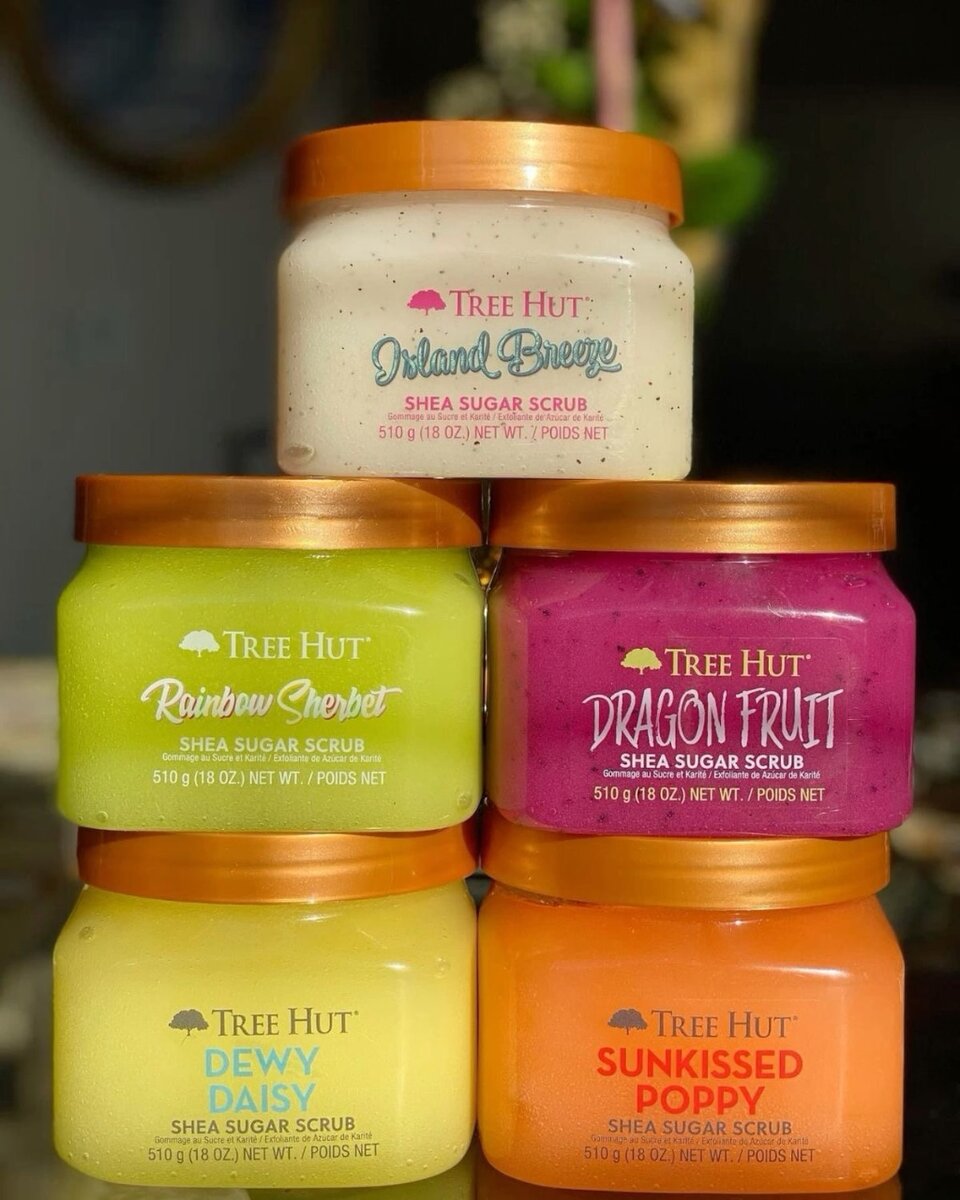 TREE HUT®
Island Breeze
SHEA SUGAR SCRUB
Gommage au Sucre et Karité / Exfoliante de Azúcar de Karité
510 g (18 OZ.) NET WT. / POIDS NET
TREE HUT®
Rainbow Sherbet
SHEA SUGAR SCRUB
Gommage au Sucre et Karité / Exfoliante de Azúcar de Karité
510 g (18 OZ.) NET WT. / POIDS NET
TREE HUT®
DRAGON FRUIT
SHEA SUGAR SCRUB
Gommage au Sucre et Karité / Exfoliante de Azúcar de Karité
510 g (18 OZ.) NET WT. / POIDS NET
TREE HUT®
DEWY
DAISY
SHEA SUGAR SCRUB
Gommage au Sucre et Karité / Exfoliante de Azúcar de Karité
510 g (18 OZ.) NET WT. / POIDS NET
TREE HUT®
SUNKISSED
POPPY
SHEA SUGAR SCRUB
Gommage au Sucre et Karité / Exfoliante de Azúcar de Karité
510 g (18 OZ.) NET WT. / POIDS NET